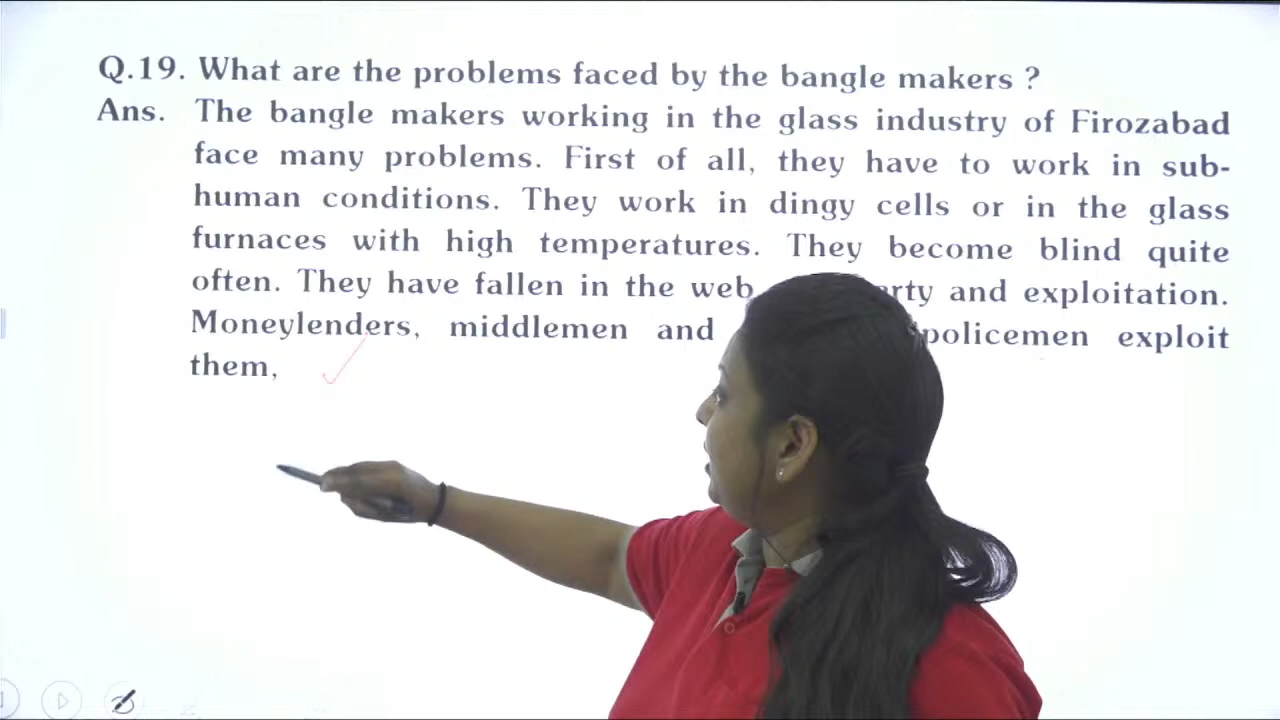 Q.19. What are the problems faced by the bangle makers ?
Ans. The bangle makers working in the glass industry of Firozabad
face many problems. First of all, they have to work in sub-
human conditions. They work in dingy cells or in the glass
furnaces with high temperatures. They become blind quite
often. They have fallen in the web and exploitation.
Moneylenders, middlemen and policemen exploit
them,